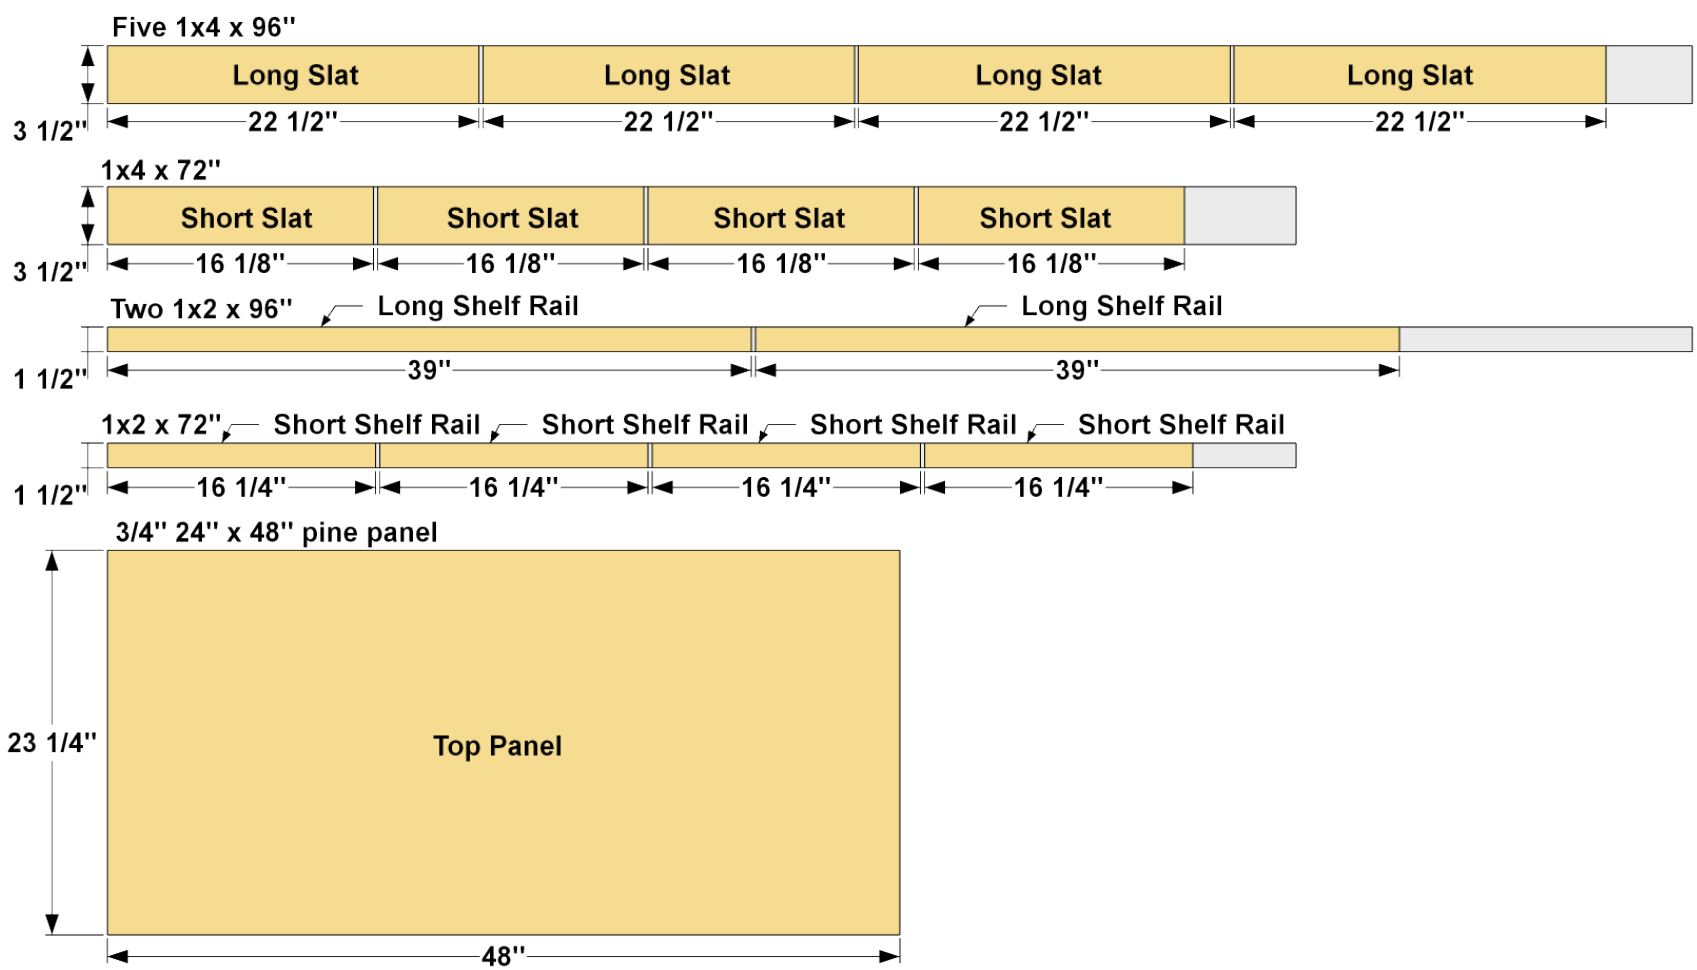 Five 1x4 x 96"
Long Slat Long Slat Long Slat Long Slat
3 1/2" 22 1/2" 22 1/2" 22 1/2" 22 1/2"
1x4 x 72"
Short Slat Short Slat Short Slat Short Slat
3 1/2" 16 1/8" 16 1/8" 16 1/8" 16 1/8"
Two 1x2 x 96" Long Shelf Rail Long Shelf Rail
1 1/2" 39" 39"
1x2 x 72" Short Shelf Rail Short Shelf Rail Short Shelf Rail Short Shelf Rail
1 1/2" 16 1/4" 16 1/4" 16 1/4" 16 1/4"
3/4" 24" x 48" pine panel
23 1/4" Top Panel
48"